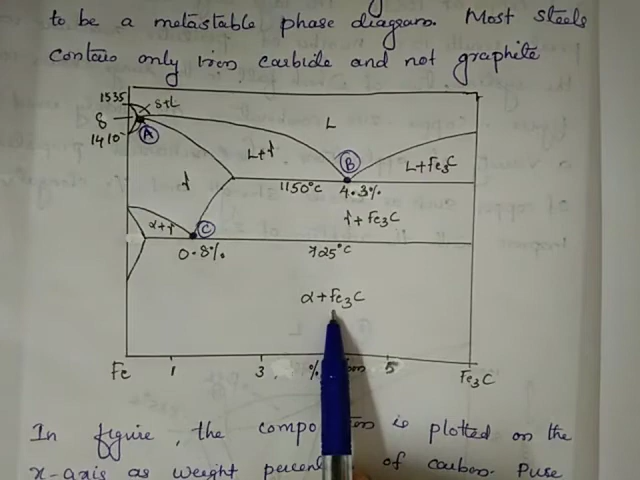 to be a metastable phase diagram. Most steels
contain only iron carbide and not graphite
1535
δ+L
δ
A
1410
L
L+γ
B
L+Fe3C
γ
1150°C 4.3%
γ+Fe3C
α+γ
C
0.8%
725°C
α+Fe3C
Fe 1 3 % 5 Fe3C
In figure, the is plotted on the
x-axis as weight of carbon. Pure